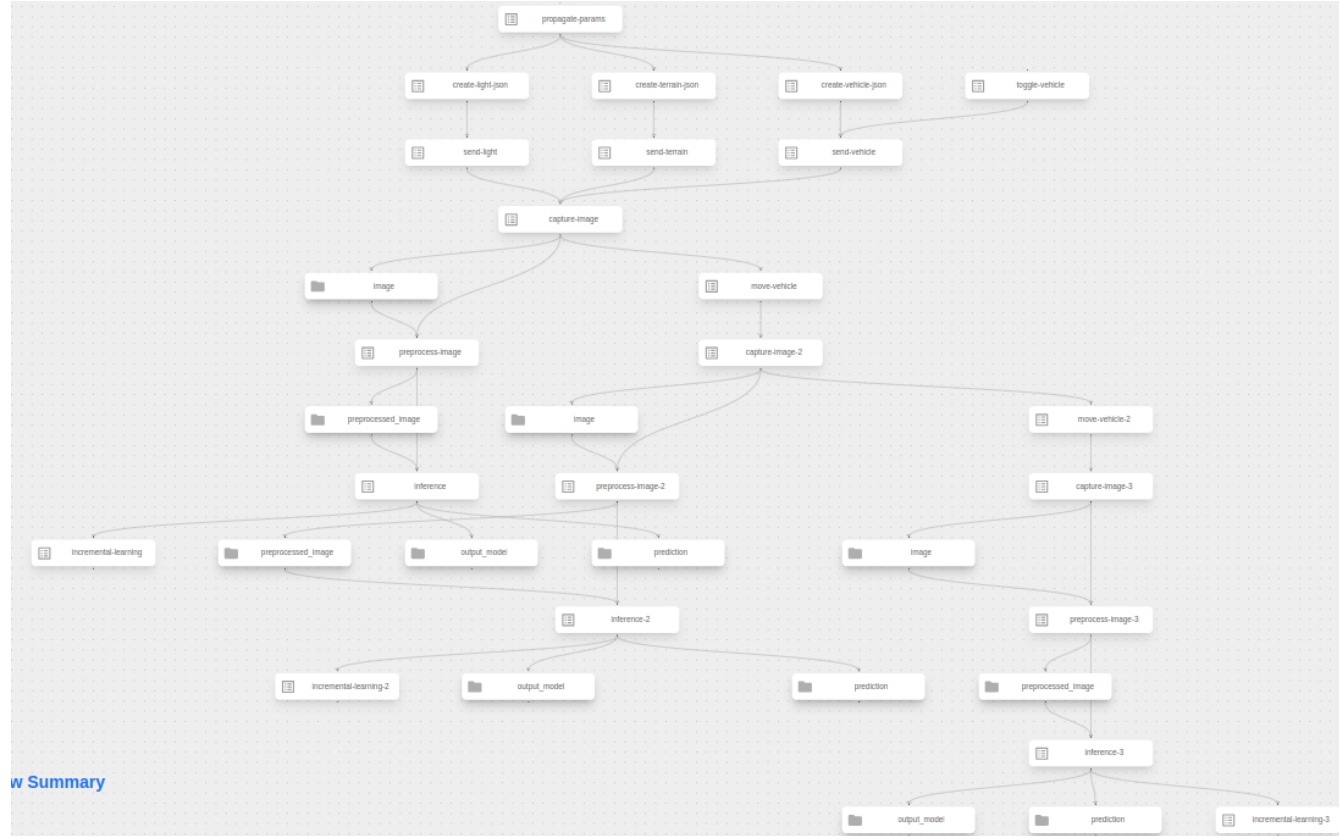 propagate-params
create-light-json
create-terrain-json
create-vehicle-json
toggle-vehicle
send-light
send-terrain
send-vehicle
capture-image
image
move-vehicle
preprocess-image
capture-image-2
preprocessed_image
image
move-vehicle-2
inference
preprocess-image-2
capture-image-3
incremental-learning
preprocessed_image
output_model
prediction
image
inference-2
preprocess-image-3
incremental-learning-2
output_model
prediction
preprocessed_image
inference-3
w Summary
output_model
prediction
incremental-learning-3